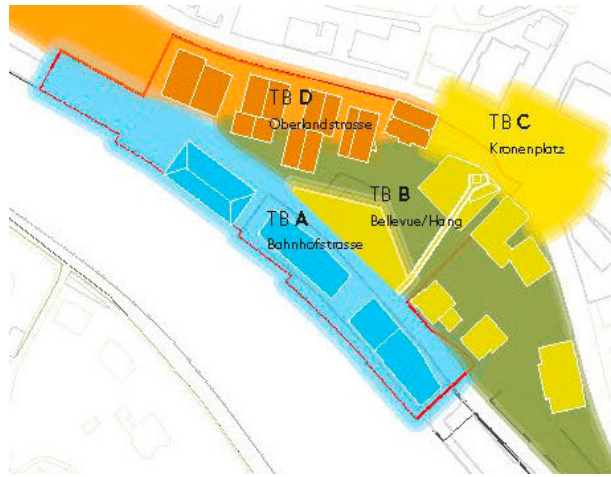 TB D
Oberlandstrasse
TB C
Kronenplatz
TB B
Bellevue/Hang
TB A
Bahnhofstrasse